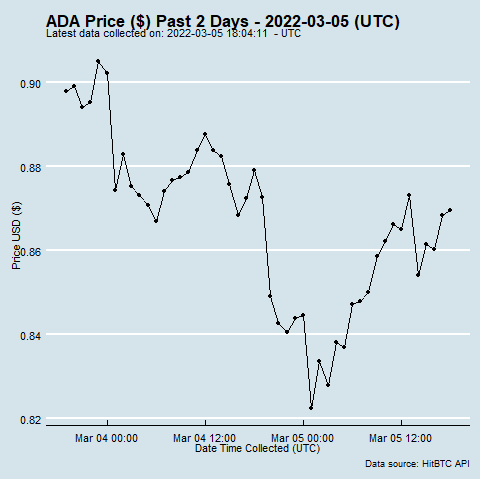 ADA Price ($) Past 2 Days - 2022-03-05 (UTC)
Latest data collected on: 2022-03-05 18:04:11 - UTC
Price USD ($)
0.90
0.88
0.86
0.84
0.82
Mar 04 00:00 Mar 04 12:00 Mar 05 00:00 Mar 05 12:00
Date Time Collected (UTC)
Data source: HitBTC API